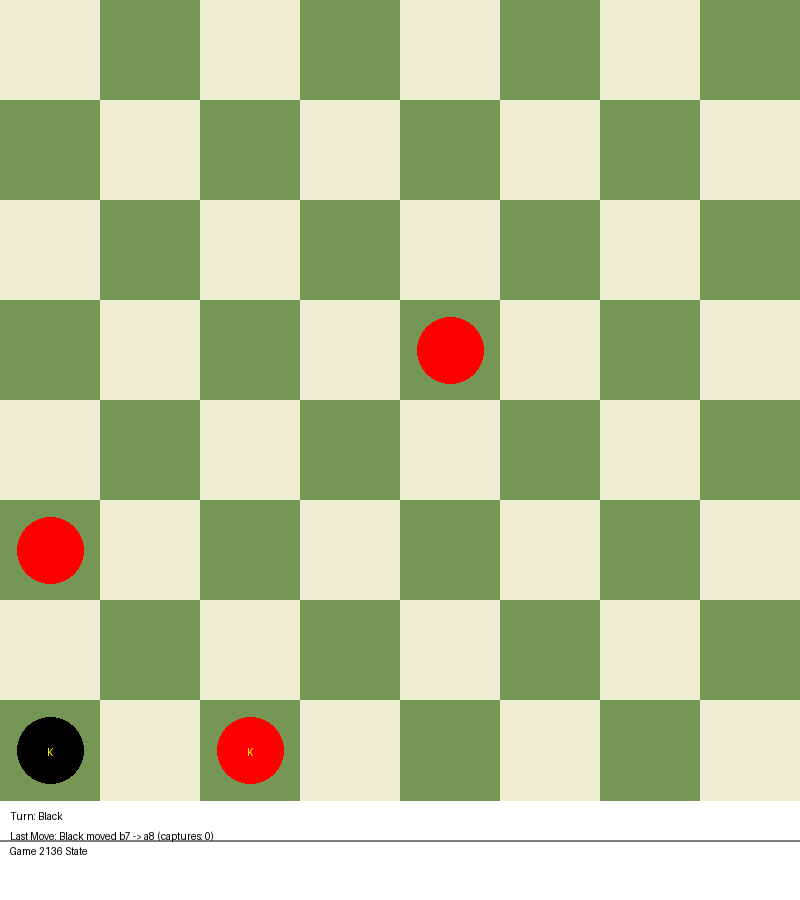 K
K
Turn: Black
Last Move: Black moved b7 -> a8 (captures: 0)
Game 2136 State